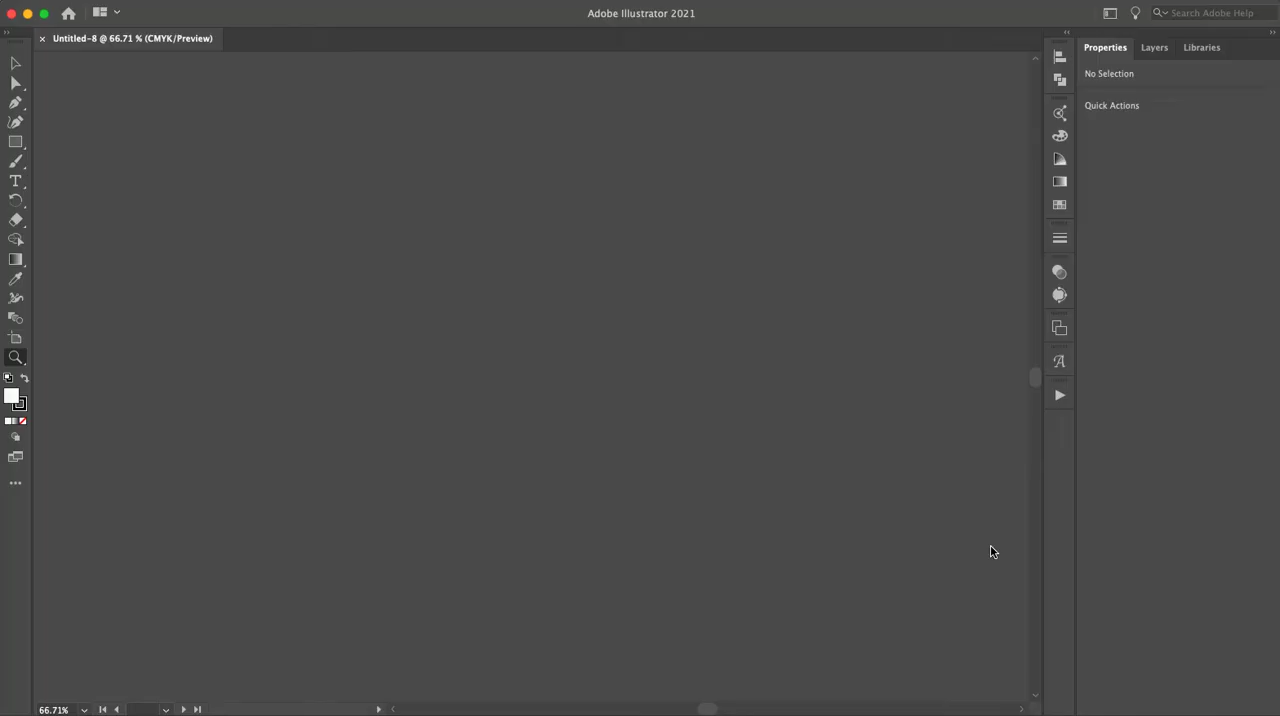 Adobe Illustrator 2021
Search Adobe Help
× Untitled-8 @ 66.71 % (CMYK/Preview)
Properties Layers Libraries
No Selection
Quick Actions
66.71%